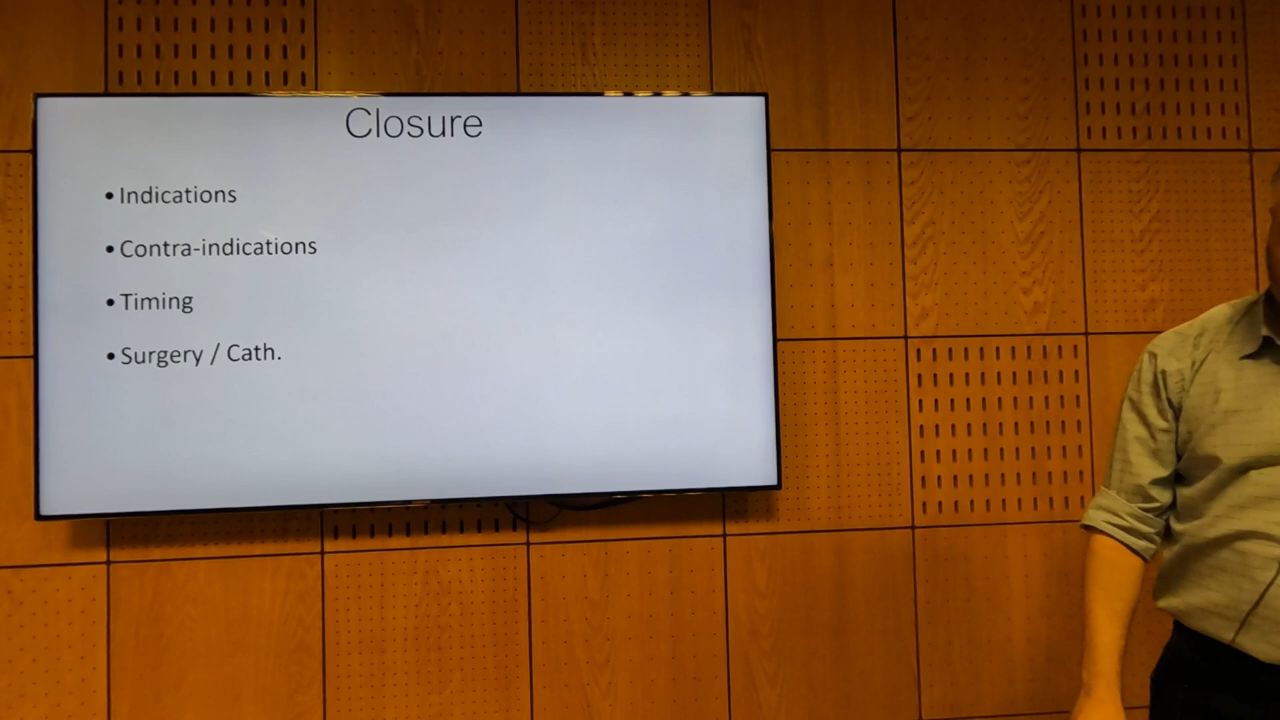 Closure
• Indications
• Contra-indications
• Timing
• Surgery / Cath.